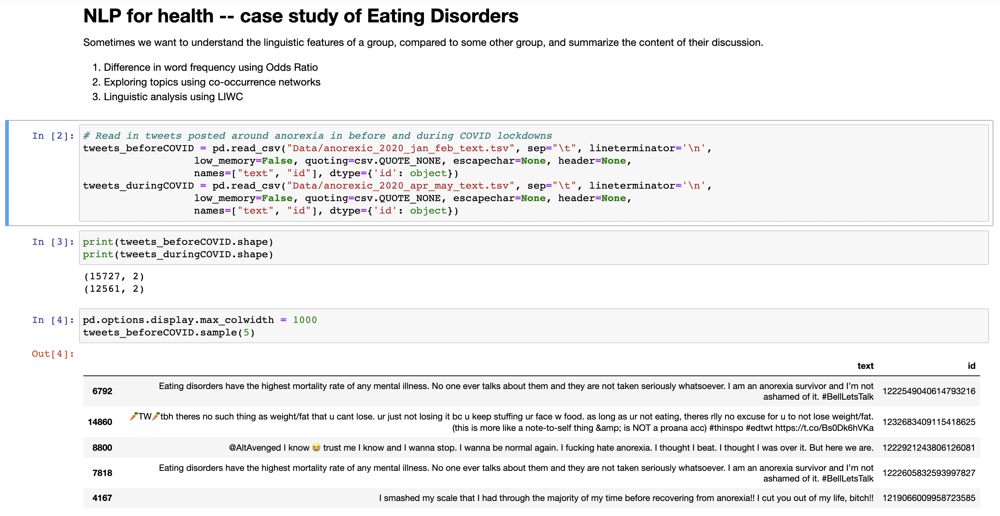 NLP for health -- case study of Eating Disorders
Sometimes we want to understand the linguistic features of a group, compared to some other group, and summarize the content of their discussion.
1. Difference in word frequency using Odds Ratio
2. Exploring topics using co-occurrence networks
3. Linguistic analysis using LIWC
In [2]: # Read in tweets posted around anorexia in before and during COVID lockdowns
tweets_beforeCOVID = pd.read_csv("Data/anorexic_2020_jan_feb_text.tsv", sep="\t", lineterminator='\n',
low_memory=False, quoting=csv.QUOTE_NONE, escapechar=None, header=None,
names=["text", "id"], dtype={'id': object})
tweets_duringCOVID = pd.read_csv("Data/anorexic_2020_apr_may_text.tsv", sep="\t", lineterminator='\n',
low_memory=False, quoting=csv.QUOTE_NONE, escapechar=None, header=None,
names=["text", "id"], dtype={'id': object})
In [3]: print(tweets_beforeCOVID.shape)
print(tweets_duringCOVID.shape)
(15727, 2)
(12561, 2)
In [4]: pd.options.display.max_colwidth = 1000
tweets_beforeCOVID.sample(5)
Out[4]:
text id
6792 Eating disorders have the highest mortality rate of any mental illness. No one ever talks about them and they are not taken seriously whatsoever. I am an anorexia survivor and I’m not 1222549040614793216
ashamed of it. #BellLetsTalk
14860 🥕TW🥕tbh theres no such thing as weight/fat that u cant lose. ur just not losing it bc u keep stuffing ur face w food. as long as ur not eating, theres rlly no excuse for u to not lose weight/fat. 1232683409115418625
(this is more like a note-to-self thing &amp; is NOT a proana acc) #thinspo #edtwt https://t.co/Bs0Dk6hVKa
8800 @AltAvenged I know 😭 trust me I know and I wanna stop. I wanna be normal again. I fucking hate anorexia. I thought I beat. I thought I was over it. But here we are. 1222921243806126081
7818 Eating disorders have the highest mortality rate of any mental illness. No one ever talks about them and they are not taken seriously whatsoever. I am an anorexia survivor and I’m not 1222605832593997827
ashamed of it. #BellLetsTalk
4167 I smashed my scale that I had through the majority of my time before recovering from anorexia!! I cut you out of my life, bitch!! 1219066009958723585